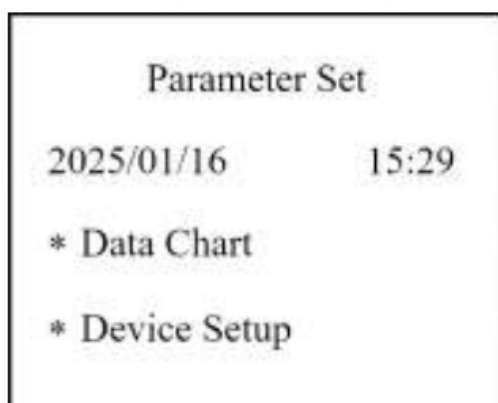 Parameter Set
2025/01/16 15:29
* Data Chart
* Device Setup